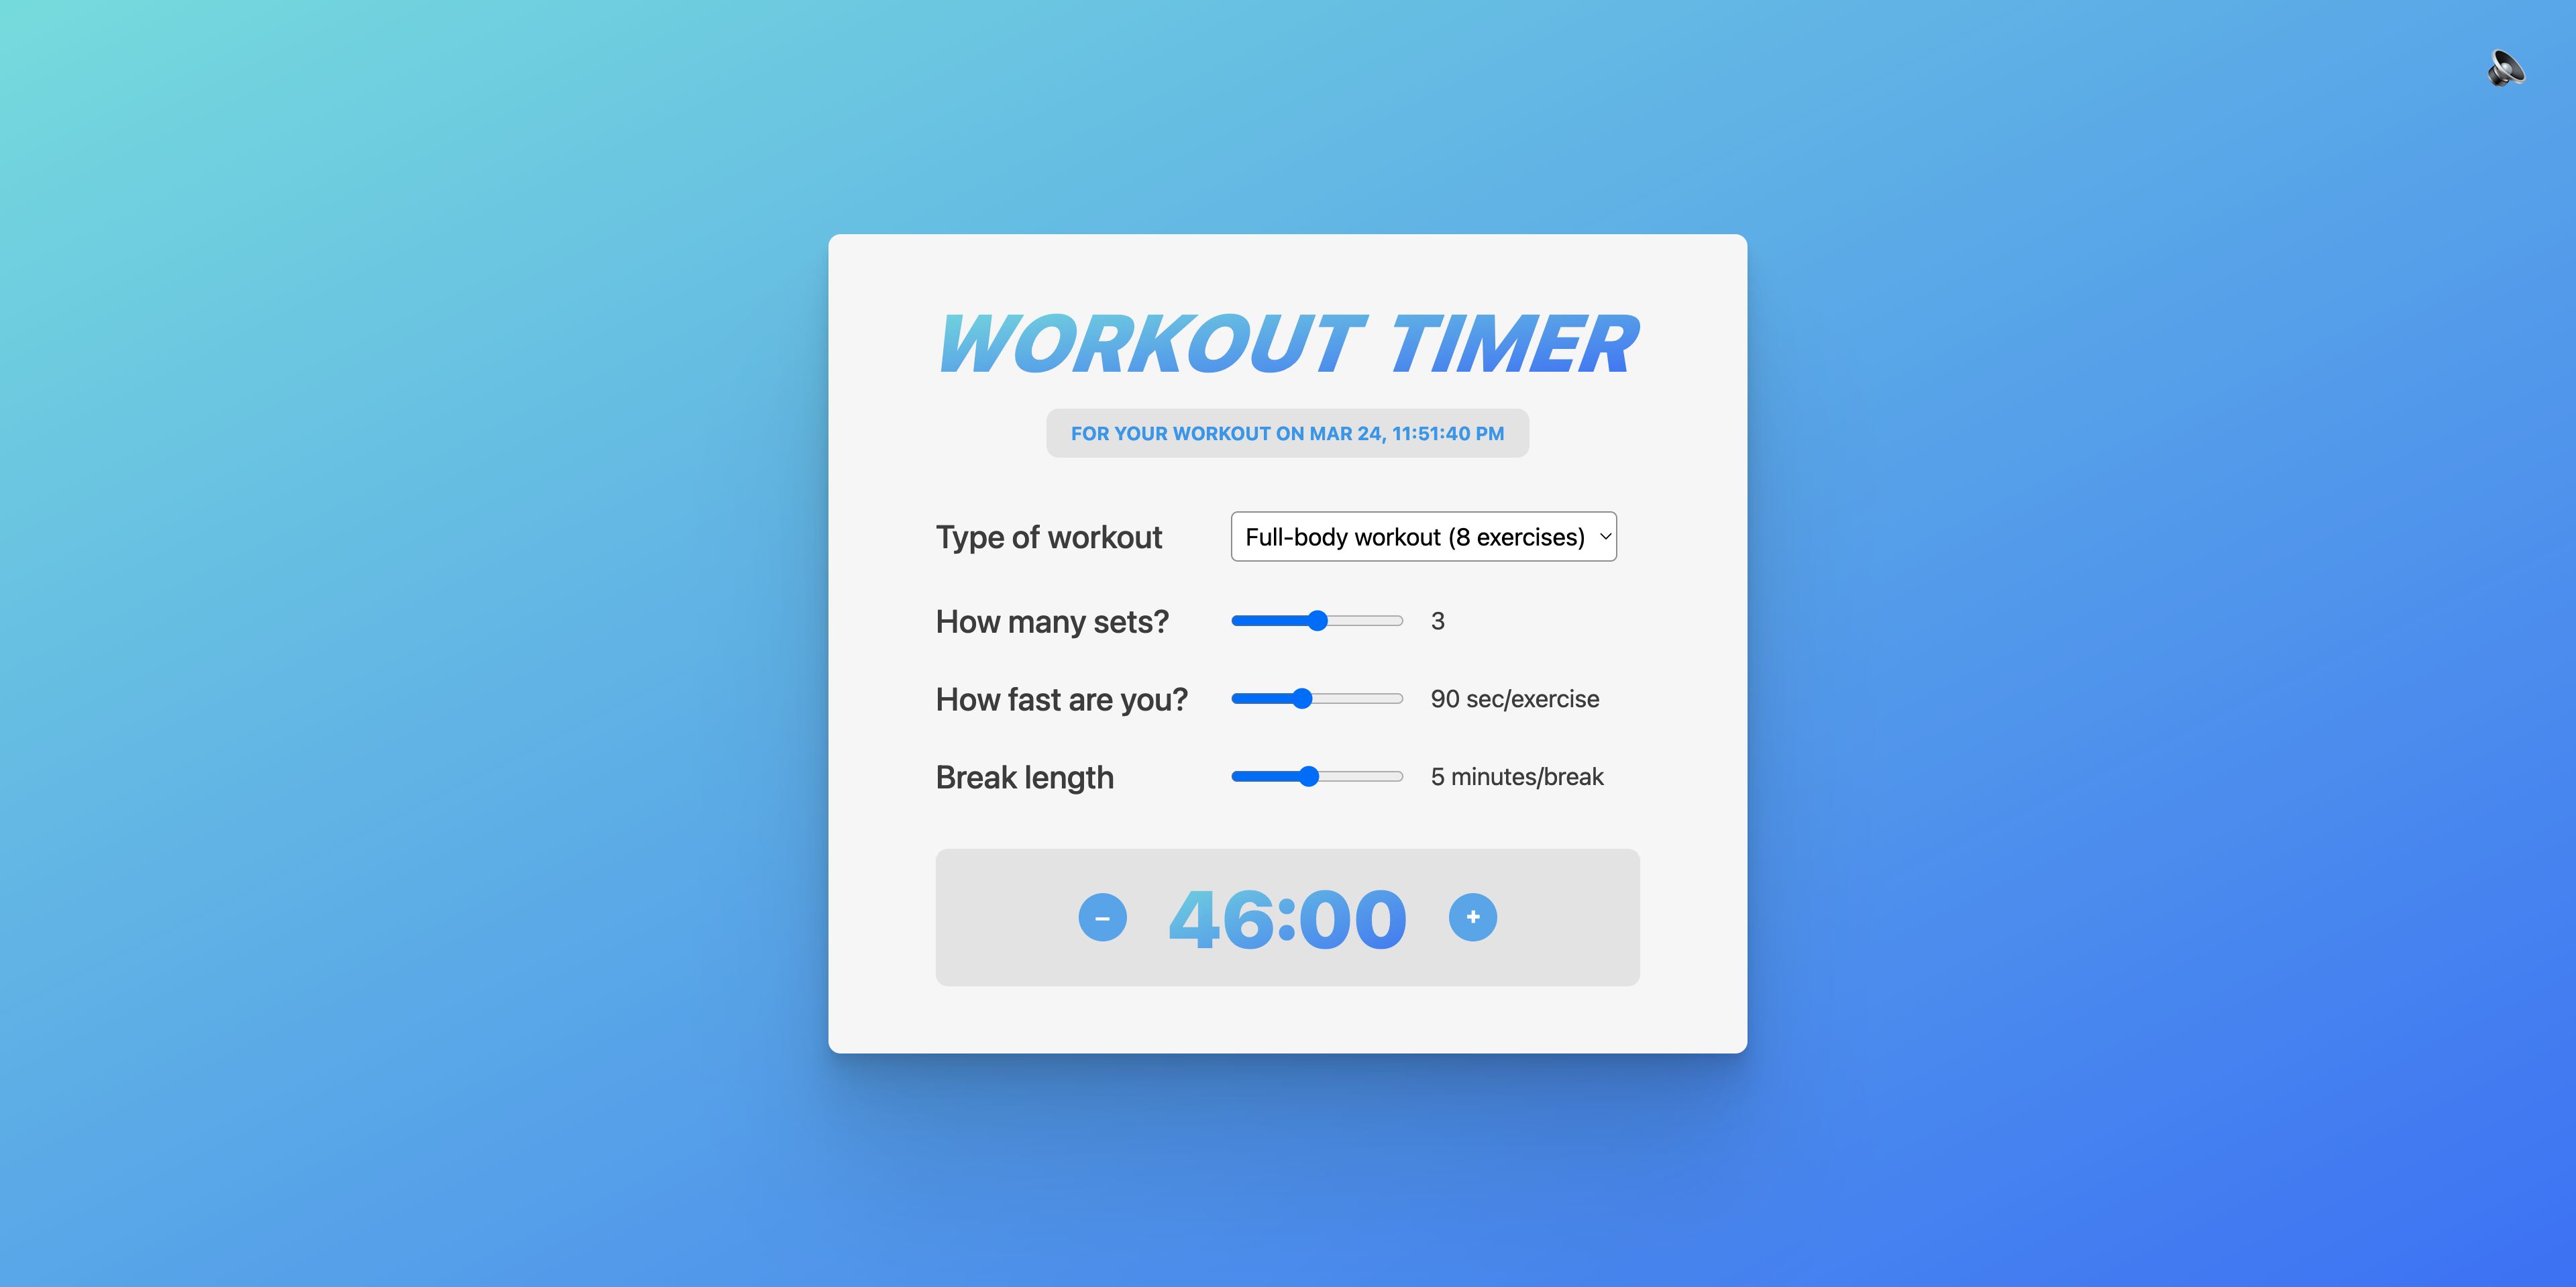 WORKOUT TIMER
FOR YOUR WORKOUT ON MAR 24, 11:51:40 PM
Type of workout
Full-body workout (8 exercises)
How many sets?
3
How fast are you?
90 sec/exercise
Break length
5 minutes/break
– 46:00 +